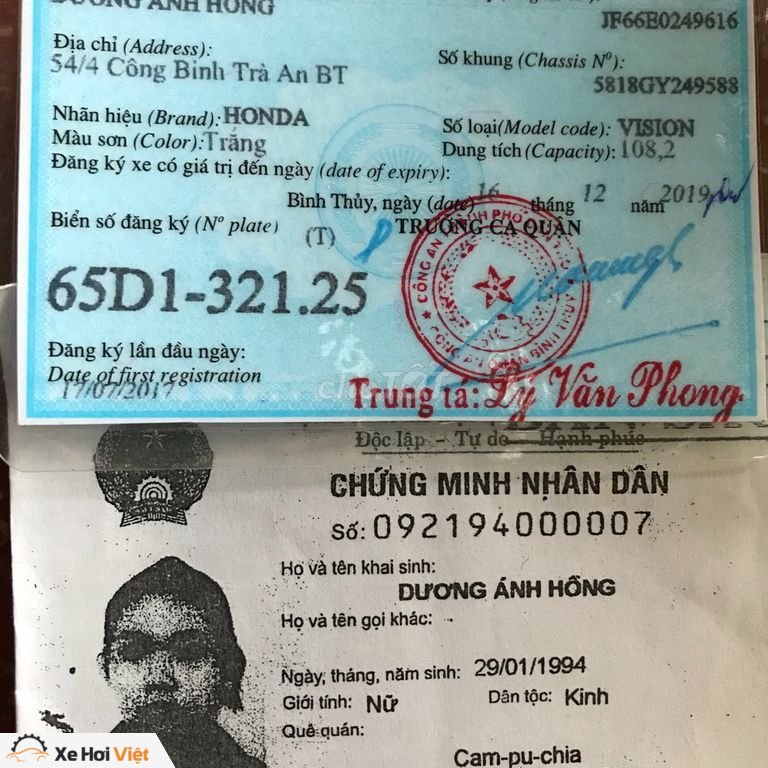 DƯƠNG ÁNH HỒNG
JF66E0249616
Địa chỉ (Address):
54/4 Công Binh Trà An BT
Số khung (Chassis Nº):
5818GY249588
Nhãn hiệu (Brand): HONDA
Số loại(Model code): VISION
Màu sơn (Color): Trắng
Dung tích (Capacity): 108,2
Đăng ký xe có giá trị đến ngày (date of expiry):
Bình Thủy, ngày (date) 16 tháng 12 năm 2019
Biển số đăng ký (Nº plate) (T)
TRƯỞNG CA QUẬN
65D1-321.25
Đăng ký lần đầu ngày:
Date of first registration
17/07/2017
Trung tá: Lý Văn Phong
chợ TỐT
Độc lập - Tự do - Hạnh phúc
CHỨNG MINH NHÂN DÂN
Số: 092194000007
Họ và tên khai sinh:
DƯƠNG ÁNH HỒNG
Họ và tên gọi khác:
Ngày, tháng, năm sinh: 29/01/1994
Giới tính: Nữ Dân tộc: Kinh
Quê quán:
Cam-pu-chia
Xe Hơi Việt